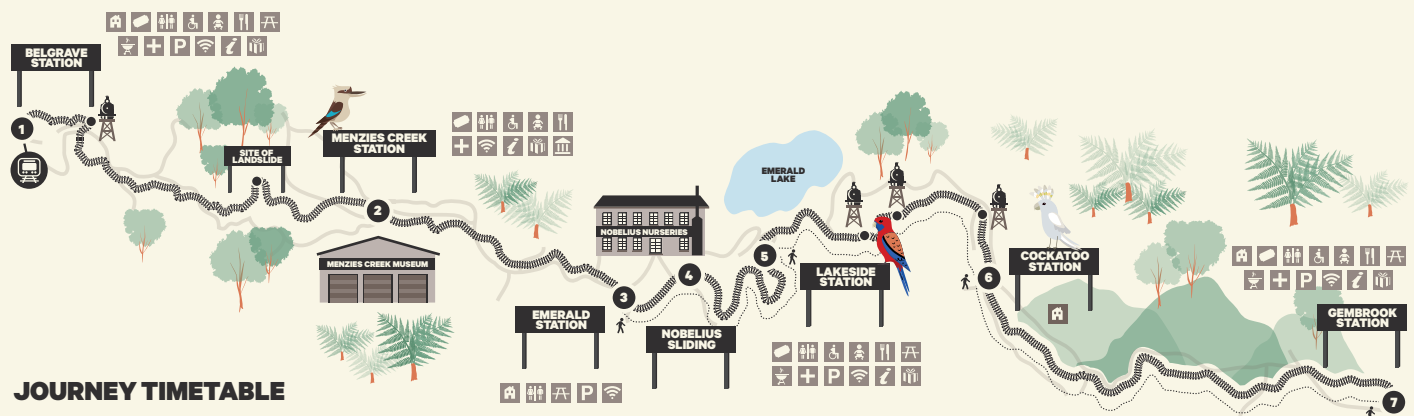 BELGRAVE
STATION
1
SITE OF
LANDSLIDE
MENZIES CREEK
STATION
2
MENZIES CREEK MUSEUM
P
i
i
NOBELIUS NURSERIES
3
EMERALD
STATION
P
4
NOBELIUS
SLIDING
EMERALD
LAKE
5
LAKESIDE
STATION
P
i
6
COCKATOO
STATION
P
i
GEMBROOK
STATION
7
JOURNEY TIMETABLE